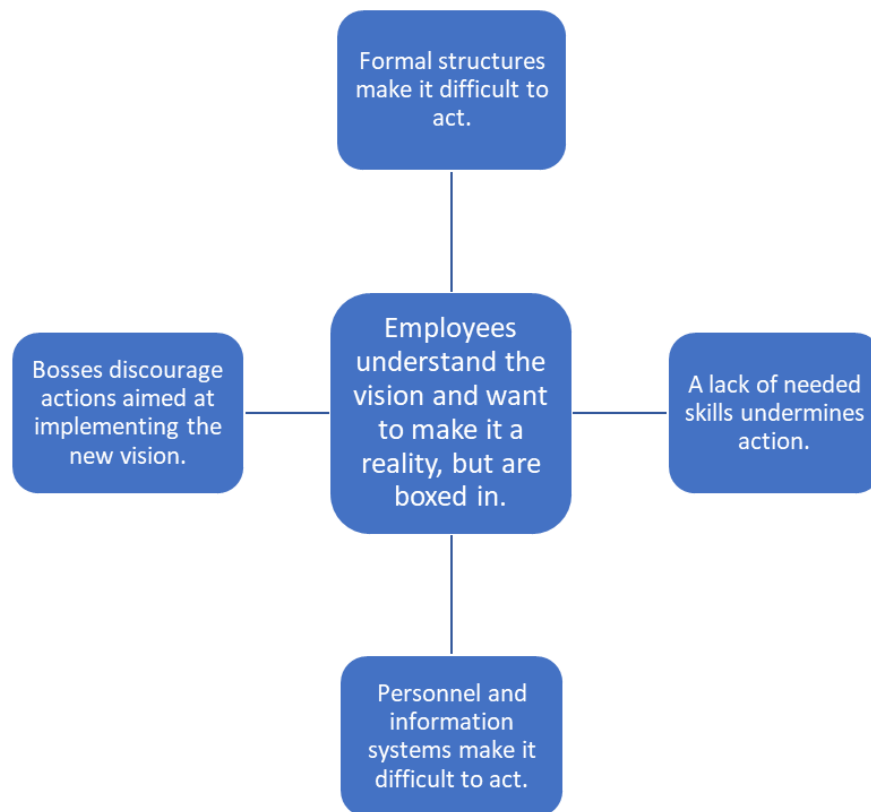 Formal structures
make it difficult to
act.
Bosses discourage
actions aimed at
implementing the
new vision.
Employees
understand the
vision and want
to make it a
reality, but are
boxed in.
A lack of needed
skills undermines
action.
Personnel and
information
systems make it
difficult to act.